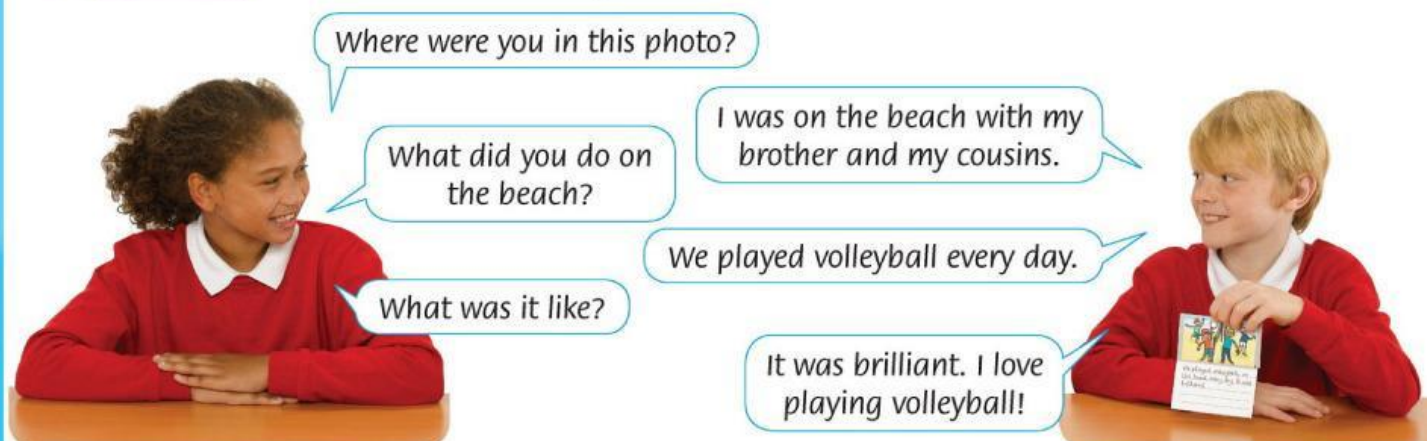 Where were you in this photo?
I was on the beach with my
brother and my cousins.
What did you do on
the beach?
We played volleyball every day.
What was it like?
It was brilliant. I love
playing volleyball!